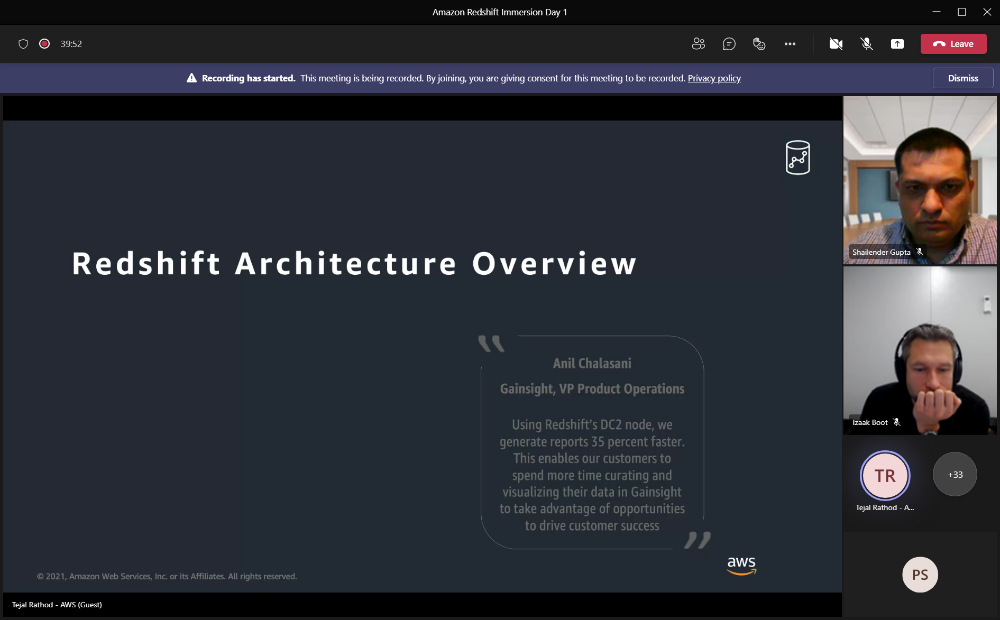 Amazon Redshift Immersion Day 1
39:52
Leave
Recording has started. This meeting is being recorded. By joining, you are giving consent for this meeting to be recorded. Privacy policy
Dismiss
Redshift Architecture Overview
Anil Chalasani
Gainsight, VP Product Operations
Using Redshift's DC2 node, we
generate reports 35 percent faster.
This enables our customers to
spend more time curating and
visualizing their data in Gainsight
to take advantage of opportunities
to drive customer success
aws
© 2021, Amazon Web Services, Inc. or its Affiliates. All rights reserved.
Tejal Rathod - AWS (Guest)
Shailender Gupta
Izaak Boot
TR
+33
Tejal Rathod - A...
PS